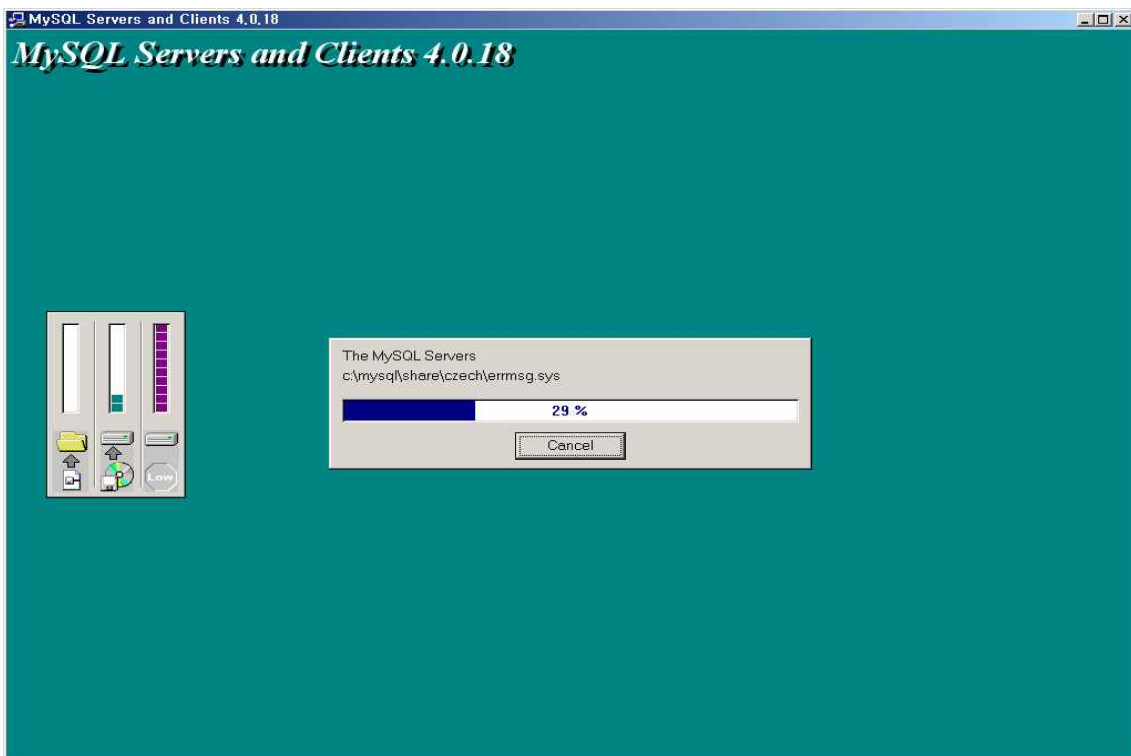 MySQL Servers and Clients 4.0.18
MySQL Servers and Clients 4.0.18
The MySQL Servers
c:\mysql\share\czech\errmsg.sys
29 %
Cancel
Low